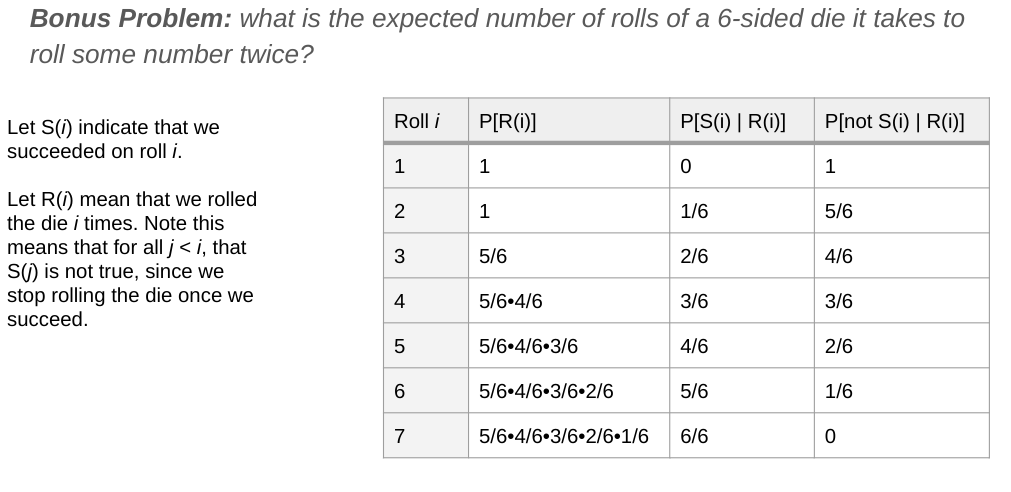 Bonus Problem: what is the expected number of rolls of a 6-sided die it takes to
roll some number twice?
Let S(i) indicate that we
succeeded on roll i.
Let R(i) mean that we rolled
the die i times. Note this
means that for all j < i, that
S(j) is not true, since we
stop rolling the die once we
succeed.
Roll i P[R(i)] P[S(i) | R(i)] P[not S(i) | R(i)]
1 1 0 1
2 1 1/6 5/6
3 5/6 2/6 4/6
4 5/6•4/6 3/6 3/6
5 5/6•4/6•3/6 4/6 2/6
6 5/6•4/6•3/6•2/6 5/6 1/6
7 5/6•4/6•3/6•2/6•1/6 6/6 0